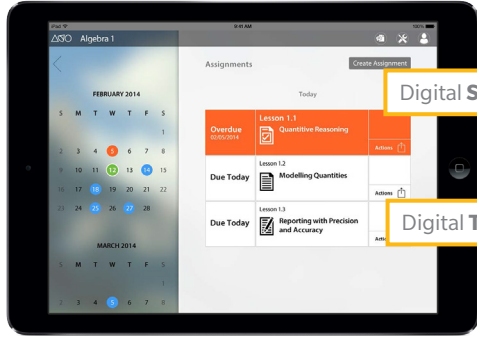 iPad
9:41 AM
100%
Algebra 1
Assignments
Create Assignment
FEBRUARY 2014
Today
S M T W T F S
1
2 3 4 5 6 7 8
9 10 11 12 13 14 15
16 17 18 19 20 21 22
23 24 25 26 27 28
MARCH 2014
S M T W T F S
1
2 3 4 5 6 7 8
Overdue
02/05/2014
Lesson 1.1
Quantitative Reasoning
Actions
Due Today
Lesson 1.2
Modelling Quantities
Actions
Due Today
Lesson 1.3
Reporting with Precision
and Accuracy
Digital S
Digital T